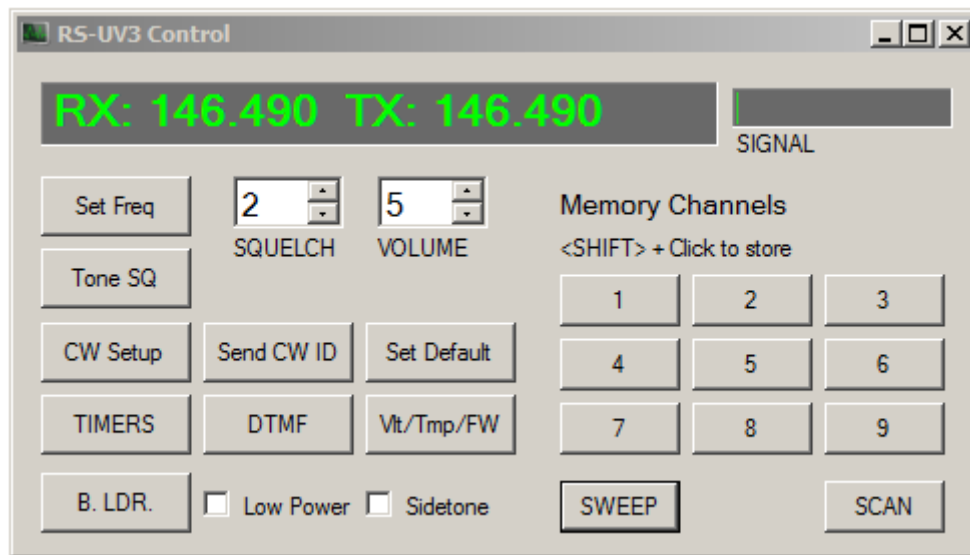 RS-UV3 Control
RX: 146.490 TX: 146.490
SIGNAL
Set Freq
2
5
SQUELCH
VOLUME
Tone SQ
CW Setup
Send CW ID
Set Default
TIMERS
DTMF
Vlt/Tmp/FW
B. LDR.
Low Power
Sidetone
Memory Channels
<SHIFT> + Click to store
1
2
3
4
5
6
7
8
9
SWEEP
SCAN